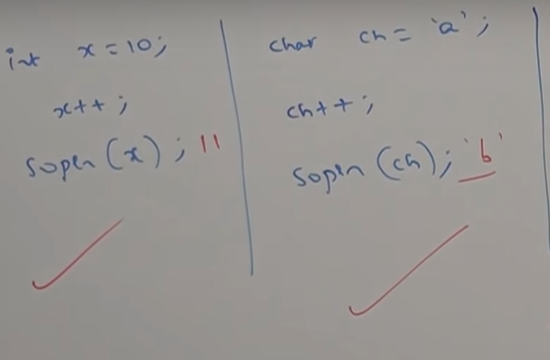 int x = 10;
x++;
sopln(x); 11
char ch = 'a';
ch++;
sopln(ch); 'b'